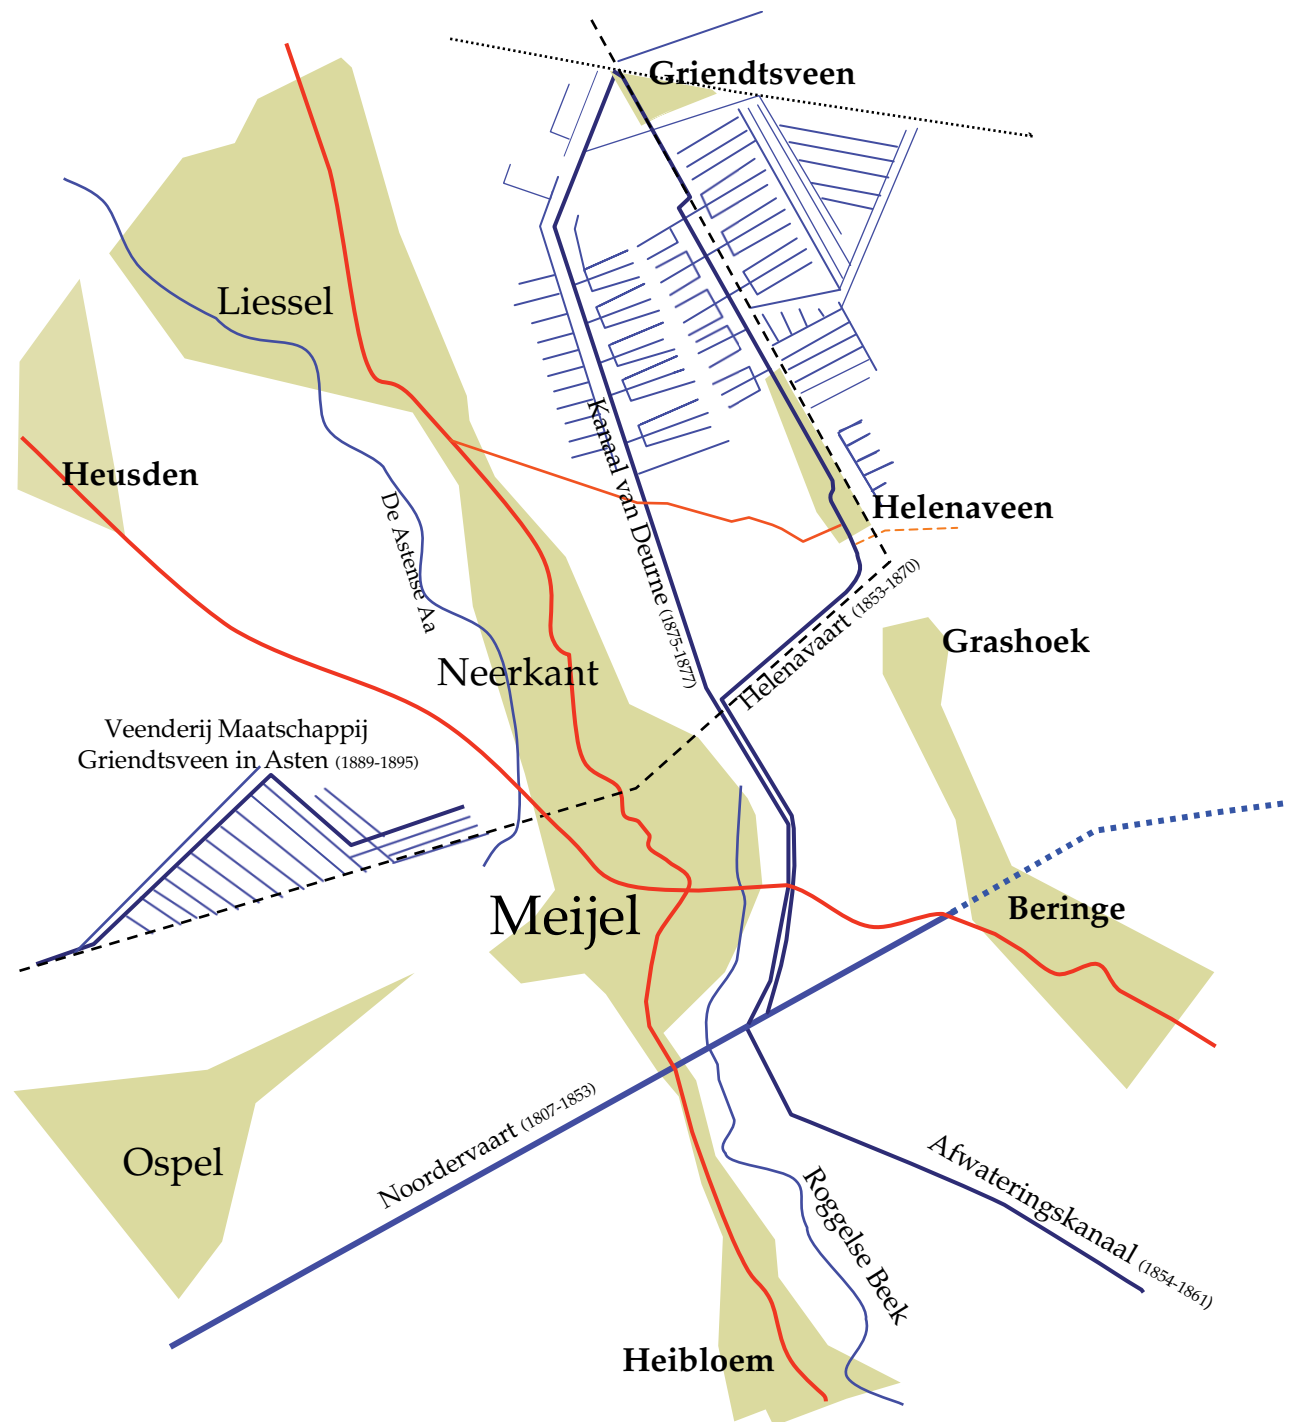 Griendtsveen
Liessel
Heusden
De Astense Aa
Kanaal van Deurne (1875-1877)
Helenaveen
Helenavaart (1853-1870)
Grashoek
Neerkant
Veenderij Maatschappij
Griendtsveen in Asten (1889-1895)
Meijel
Beringe
Noordervaart (1807-1853)
Ospel
Afwateringskanaal (1854-1861)
Roggelse Beek
Heibloem